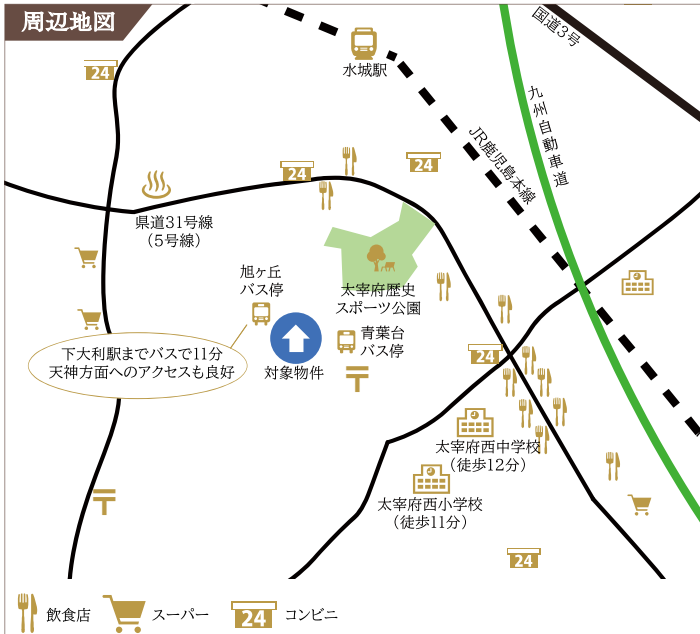 周辺地図
国道3号
24
水城駅
九州自動車道
JR鹿児島本線
24
24
県道31号線
(5号線)
旭ヶ丘
バス停
太宰府歴史
スポーツ公園
青葉台
バス停
下大利駅までバスで11分
天神方面へのアクセスも良好
対象物件
24
太宰府西中学校
(徒歩12分)
太宰府西小学校
(徒歩11分)
24
飲食店
スーパー
24
コンビニ